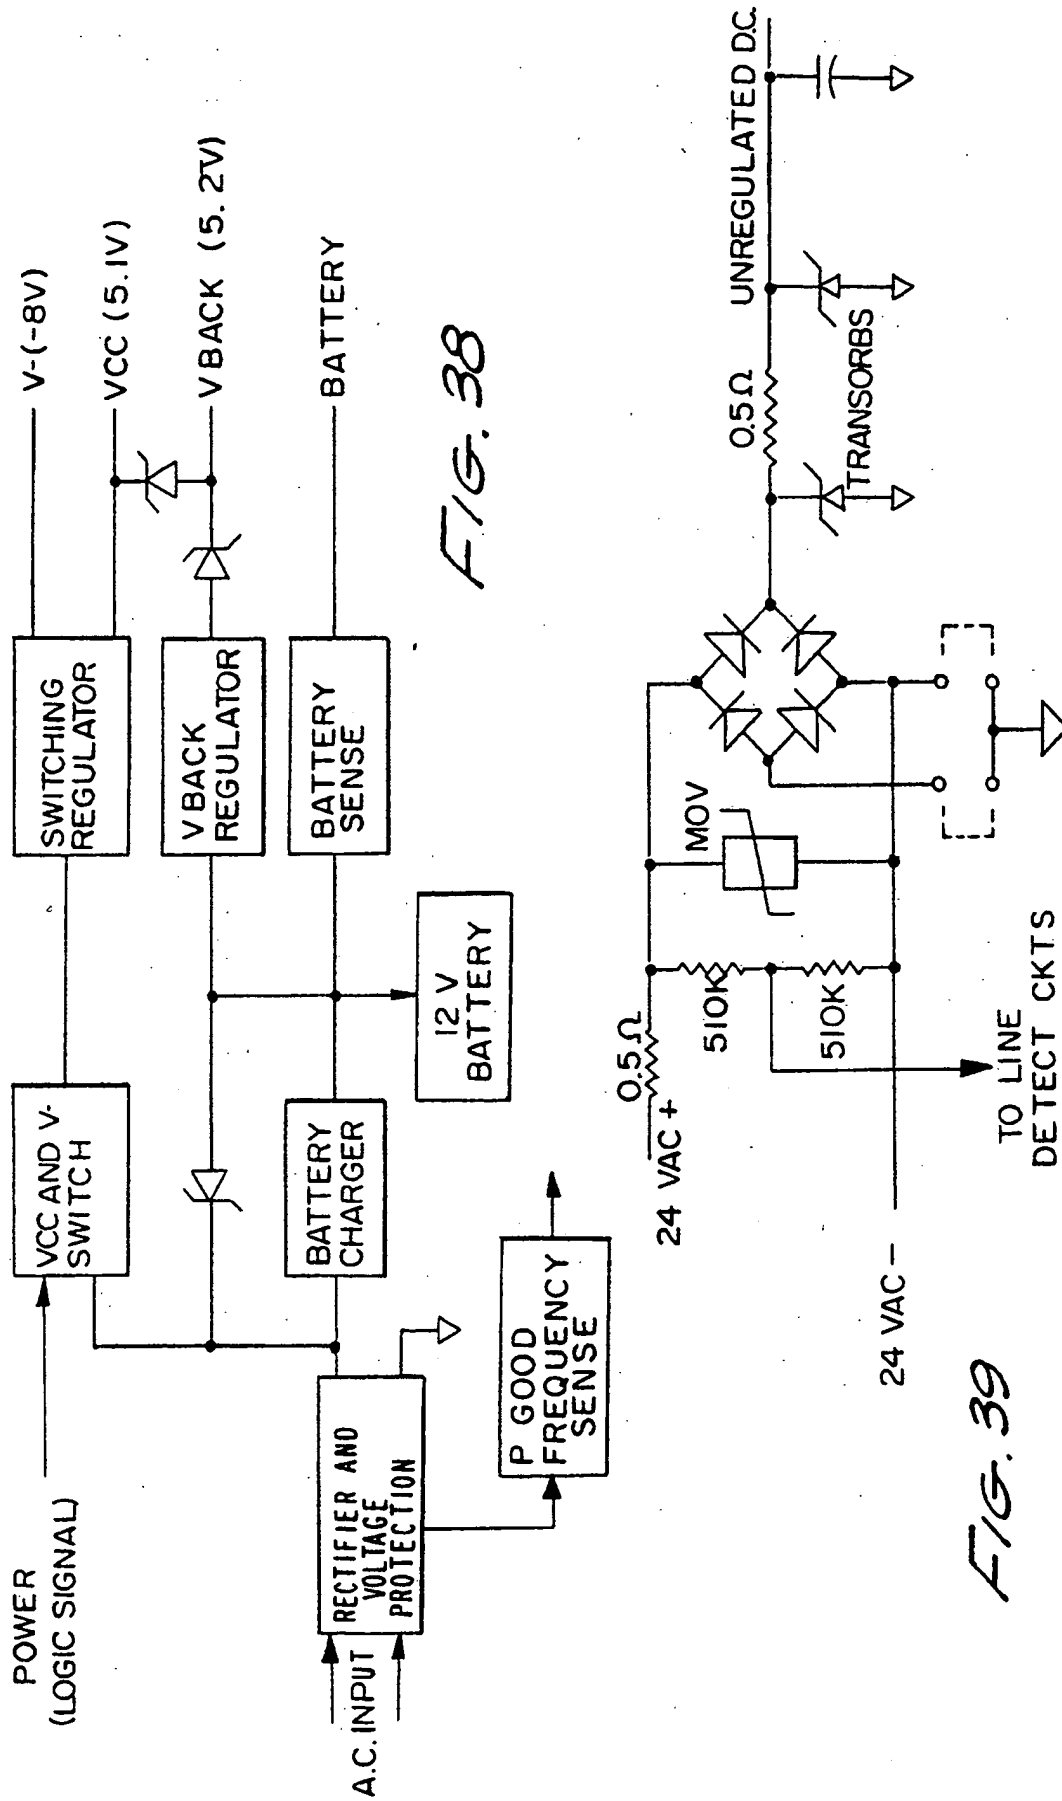 POWER
(LOGIC SIGNAL)
VCC AND V-
SWITCH
SWITCHING
REGULATOR
V-(-8V)
VCC (5.1V)
V BACK
REGULATOR
V BACK (5.2V)
A.C. INPUT
RECTIFIER AND
VOLTAGE
PROTECTION
BATTERY
CHARGER
BATTERY
SENSE
BATTERY
12 V
BATTERY
P GOOD
FREQUENCY
SENSE
FIG. 38
24 VAC +
0.5Ω
510K
510K
MOV
0.5Ω
UNREGULATED D.C.
TRANSORBS
24 VAC -
TO LINE
DETECT CKTS
FIG. 39